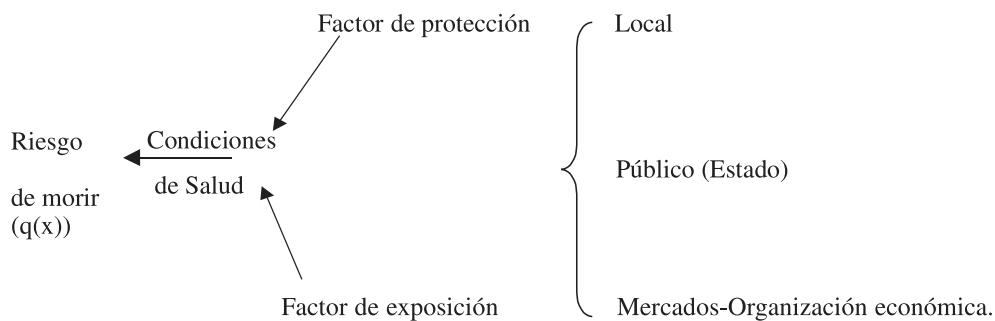 Factor de protección
Local
Riesgo
Condiciones
Público (Estado)
de Salud
de morir
(q(x))
Factor de exposición
Mercados-Organización económica.